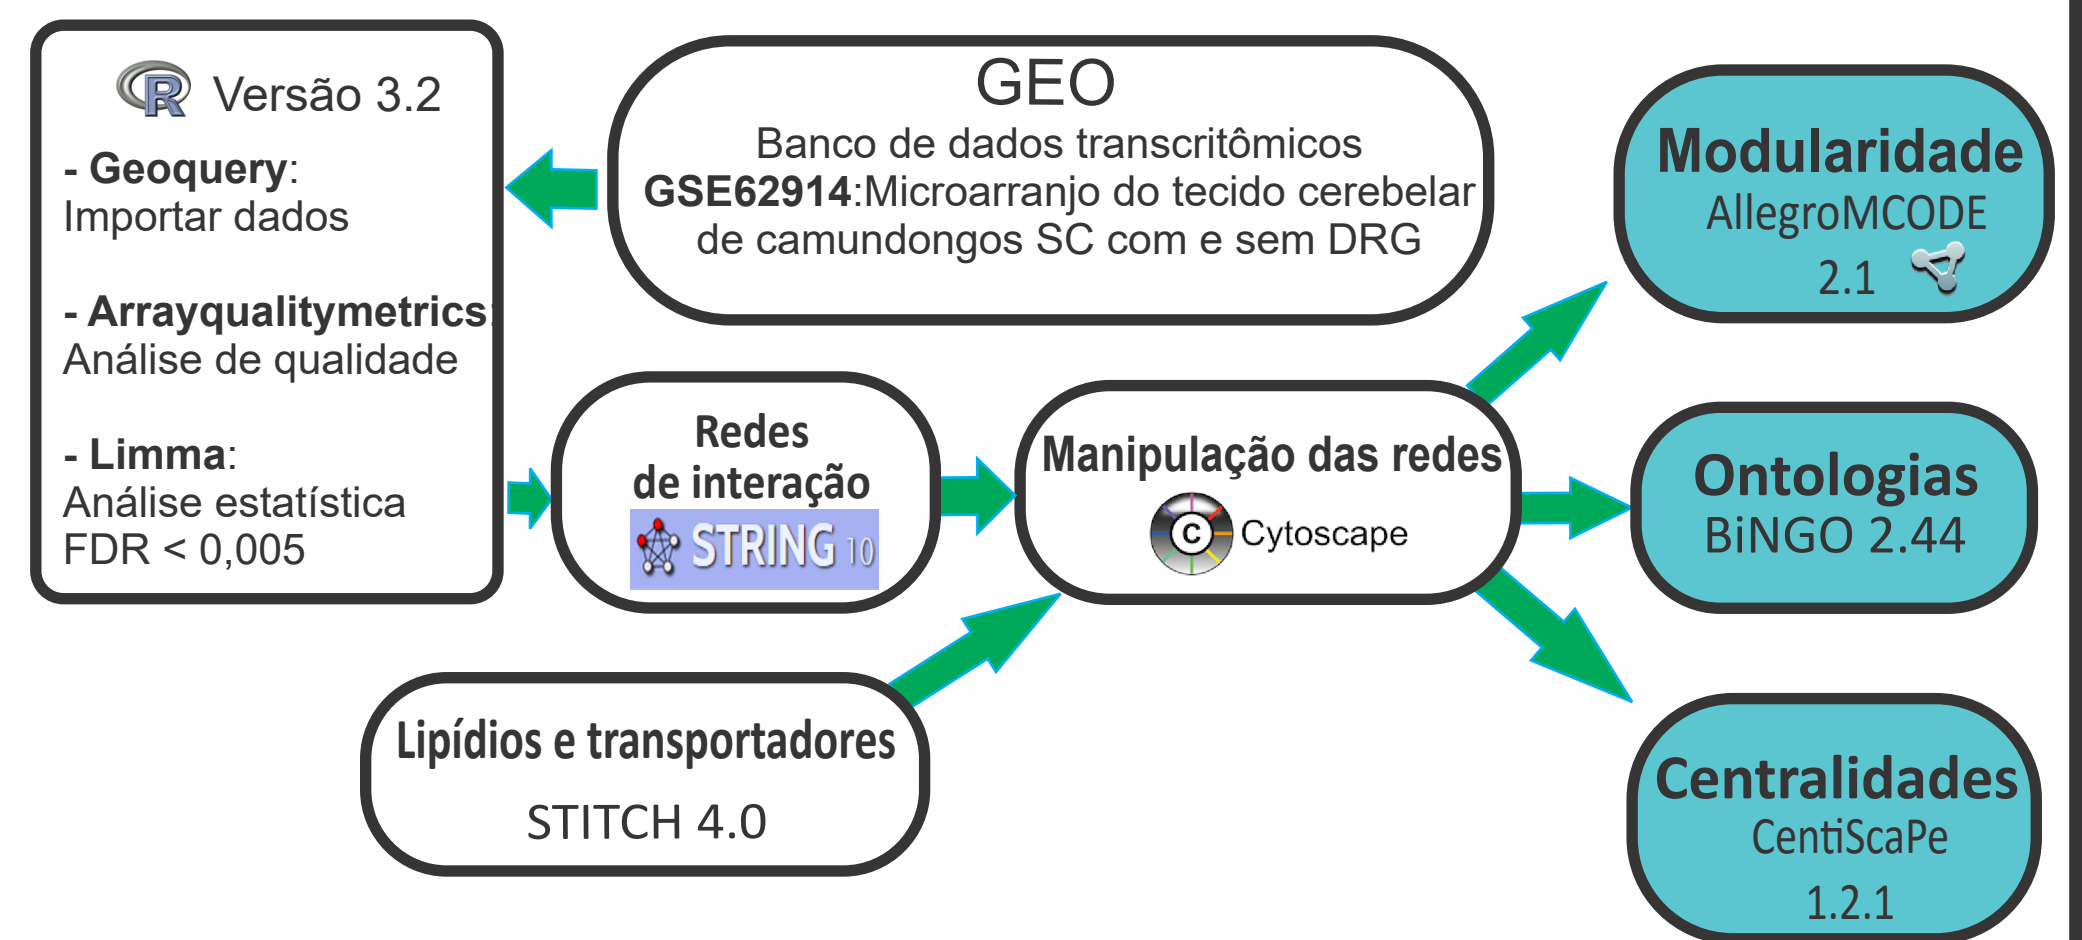 R Versão 3.2
- Geoquery:
Importar dados
- Arrayqualitymetrics:
Análise de qualidade
- Limma:
Análise estatística
FDR < 0,005
GEO
Banco de dados transcritômicos
GSE62914:Microarranjo do tecido cerebelar
de camundongos SC com e sem DRG
Redes
de interação
STRING 10
Lipídios e transportadores
STITCH 4.0
Manipulação das redes
C Cytoscape
Modularidade
AllegroMCODE
2.1
Ontologias
BiNGO 2.44
Centralidades
CentiScaPe
1.2.1